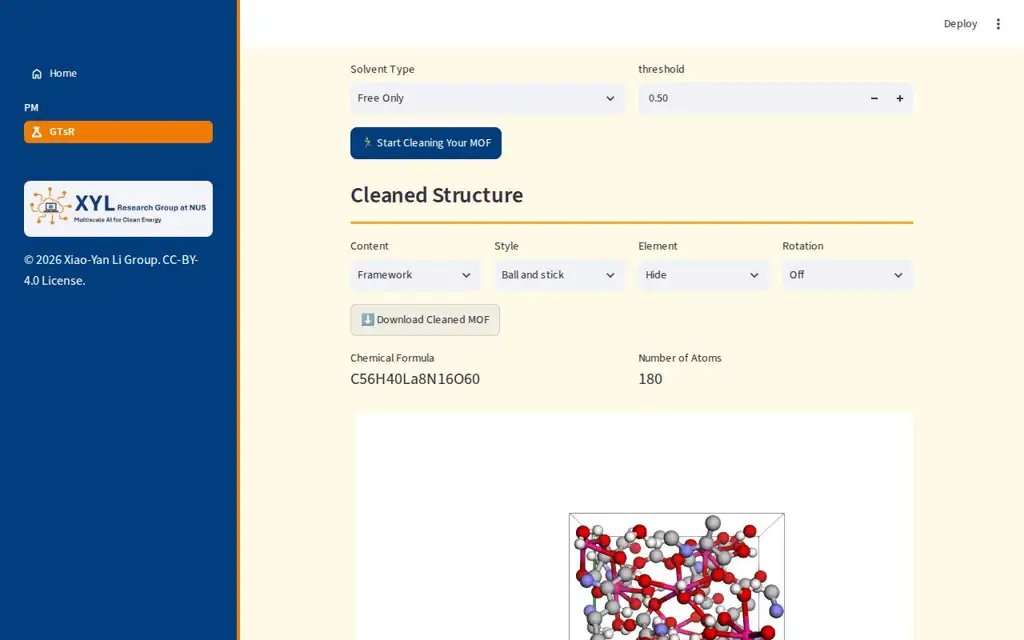 Deploy
Home
PM
GTsR
XYL Research Group at NUS
Multiscale AI for Clean Energy
© 2026 Xiao-Yan Li Group. CC-BY-
4.0 License.
Solvent Type
threshold
Free Only
0.50
Start Cleaning Your MOF
Cleaned Structure
Content
Style
Element
Rotation
Framework
Ball and stick
Hide
Off
Download Cleaned MOF
Chemical Formula
Number of Atoms
C56H40La8N16O60
180